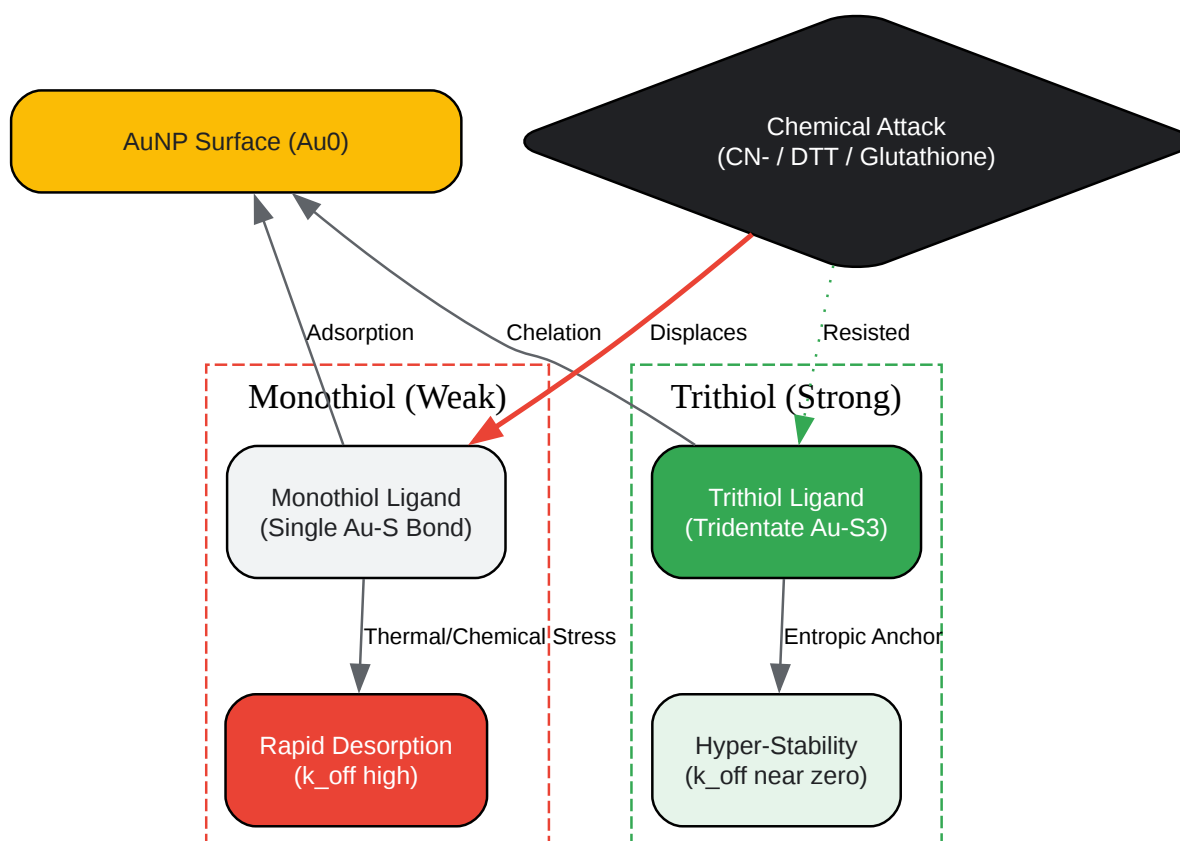 AuNP Surface (Au0)
Chemical Attack
(CN- / DTT / Glutathione)
Adsorption
Chelation
Displaces
Resisted
Monothiol (Weak)
Trithiol (Strong)
Monothiol Ligand
(Single Au-S Bond)
Trithiol Ligand
(Tridentate Au-S3)
Thermal/Chemical Stress
Entropic Anchor
Rapid Desorption
(k_off high)
Hyper-Stability
(k_off near zero)